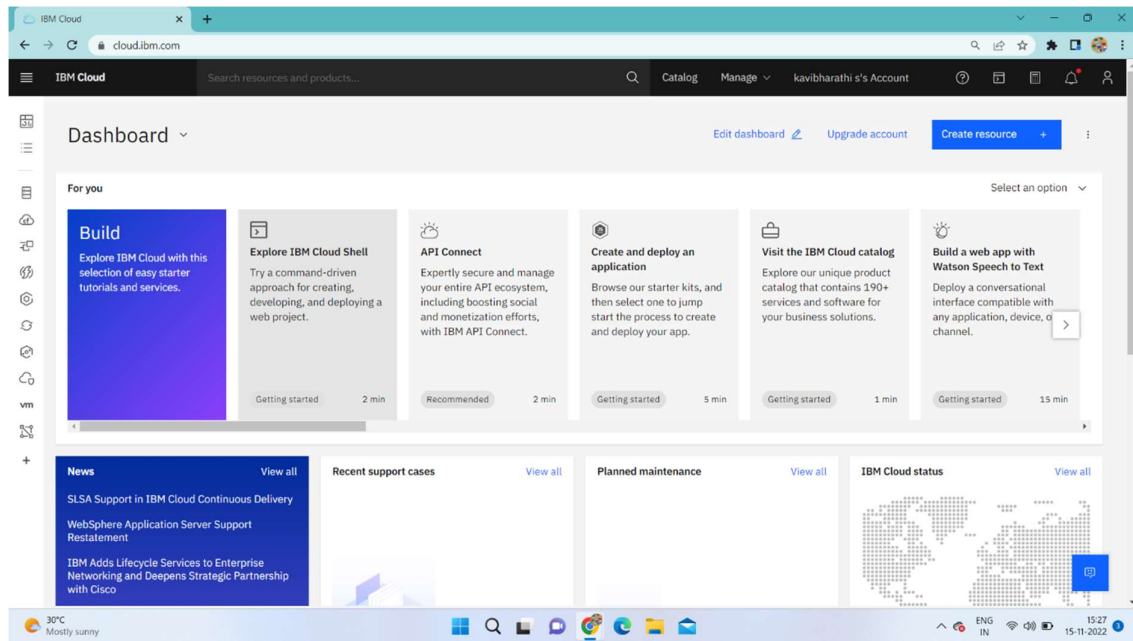 IBM Cloud
cloud.ibm.com
IBM Cloud
Search resources and products...
Catalog
Manage
kavibharathi s's Account
Dashboard
Edit dashboard
Upgrade account
Create resource +
For you
Select an option
Build
Explore IBM Cloud with this
selection of easy starter
tutorials and services.
Explore IBM Cloud Shell
Try a command-driven
approach for creating,
developing, and deploying a
web project.
Getting started 2 min
API Connect
Expertly secure and manage
your entire API ecosystem,
including boosting social
and monetization efforts,
with IBM API Connect.
Recommended 2 min
Create and deploy an
application
Browse our starter kits, and
then select one to jump
start the process to create
and deploy your app.
Getting started 5 min
Visit the IBM Cloud catalog
Explore our unique product
catalog that contains 190+
services and software for
your business solutions.
Getting started 1 min
Build a web app with
Watson Speech to Text
Deploy a conversational
interface compatible with
any application, device, o
channel.
Getting started 15 min
vm
News View all
SLSA Support in IBM Cloud Continuous Delivery
WebSphere Application Server Support
Restatement
IBM Adds Lifecycle Services to Enterprise
Networking and Deepens Strategic Partnership
with Cisco
Recent support cases View all
Planned maintenance View all
IBM Cloud status View all
30°C
Mostly sunny
ENG
IN
15:27
15-11-2022
3